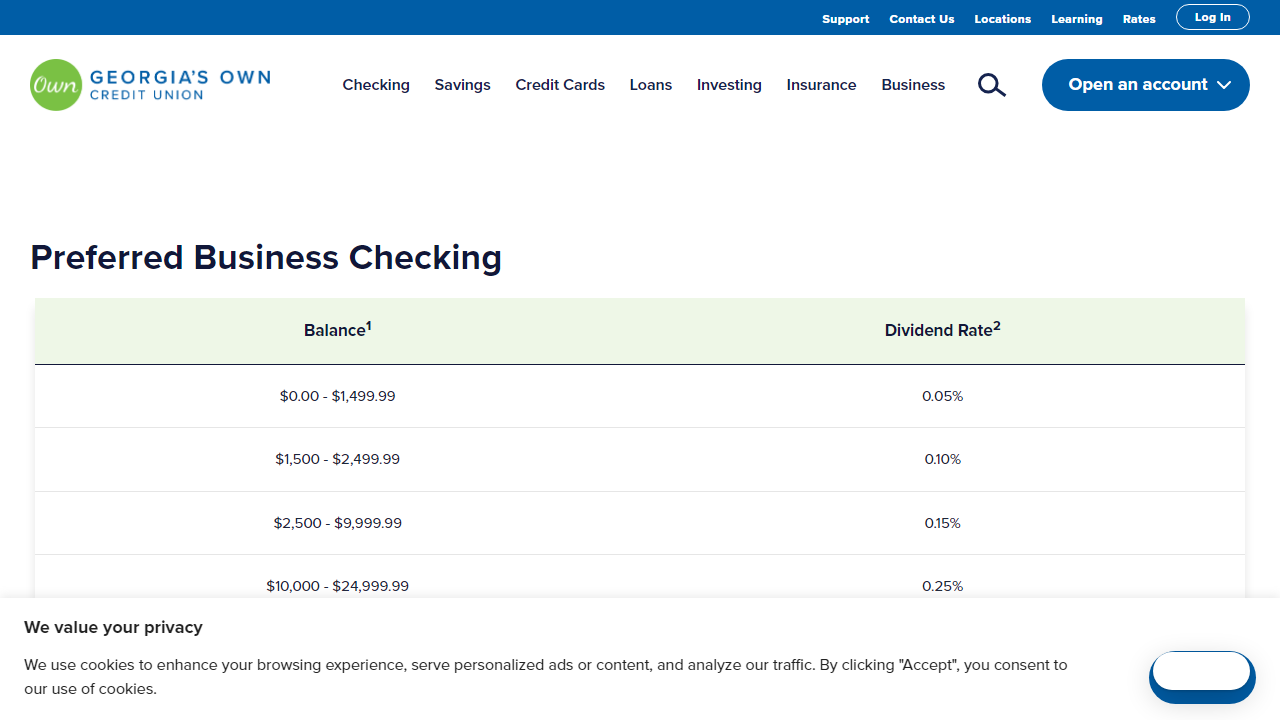 Support Contact Us Locations Learning Rates Log In
Own GEORGIA'S OWN
CREDIT UNION
Checking Savings Credit Cards Loans Investing Insurance Business Open an account
Preferred Business Checking
Balance1 Dividend Rate2
$0.00 - $1,499.99 0.05%
$1,500 - $2,499.99 0.10%
$2,500 - $9,999.99 0.15%
$10,000 - $24,999.99 0.25%
We value your privacy
We use cookies to enhance your browsing experience, serve personalized ads or content, and analyze our traffic. By clicking "Accept", you consent to
our use of cookies.